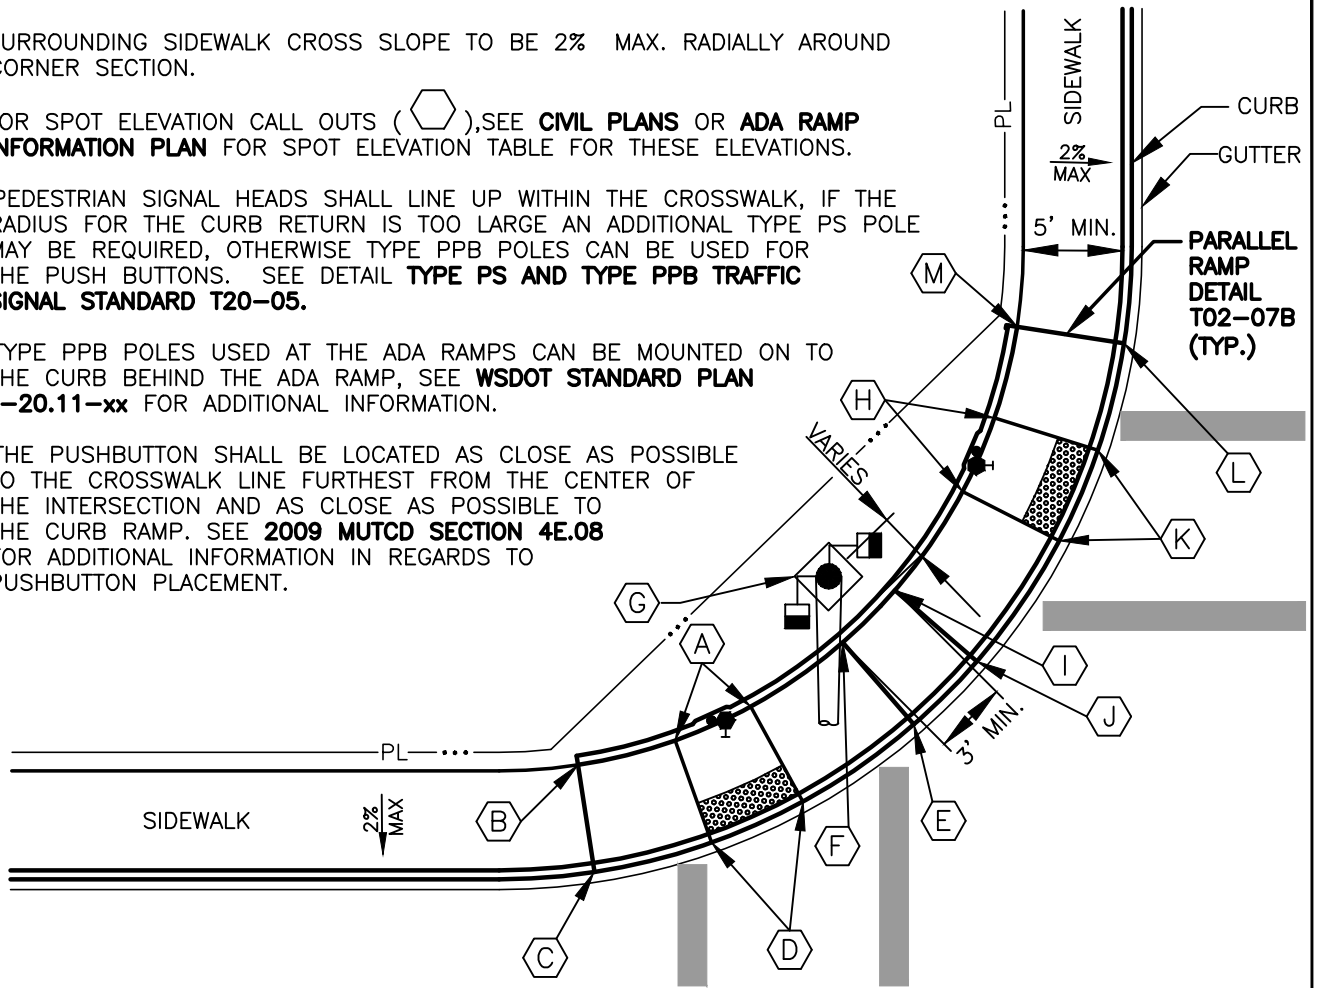 URROUNDING SIDEWALK CROSS SLOPE TO BE 2% MAX. RADIALLY AROUND
CORNER SECTION.
OR SPOT ELEVATION CALL OUTS ( ),SEE CIVIL PLANS OR ADA RAMP
NFORMATION PLAN FOR SPOT ELEVATION TABLE FOR THESE ELEVATIONS.
PEDESTRIAN SIGNAL HEADS SHALL LINE UP WITHIN THE CROSSWALK, IF THE
RADIUS FOR THE CURB RETURN IS TOO LARGE AN ADDITIONAL TYPE PS POLE
MAY BE REQUIRED, OTHERWISE TYPE PPB POLES CAN BE USED FOR
HE PUSH BUTTONS. SEE DETAIL TYPE PS AND TYPE PPB TRAFFIC
SIGNAL STANDARD T20-05.
TYPE PPB POLES USED AT THE ADA RAMPS CAN BE MOUNTED ON TO
HE CURB BEHIND THE ADA RAMP, SEE WSDOT STANDARD PLAN
-20.11-xx FOR ADDITIONAL INFORMATION.
THE PUSHBUTTON SHALL BE LOCATED AS CLOSE AS POSSIBLE
O THE CROSSWALK LINE FURTHEST FROM THE CENTER OF
HE INTERSECTION AND AS CLOSE AS POSSIBLE TO
HE CURB RAMP. SEE 2009 MUTCD SECTION 4E.08
OR ADDITIONAL INFORMATION IN REGARDS TO
PUSHBUTTON PLACEMENT.
SIDEWALK
PL
CURB
2%
MAX
GUTTER
5' MIN.
PARALLEL
RAMP
DETAIL
T02-07B
(TYP.)
M
H
VARIES
L
K
G
A
I
J
3' MIN.
PL
SIDEWALK
2%
MAX
B
F
E
C
D